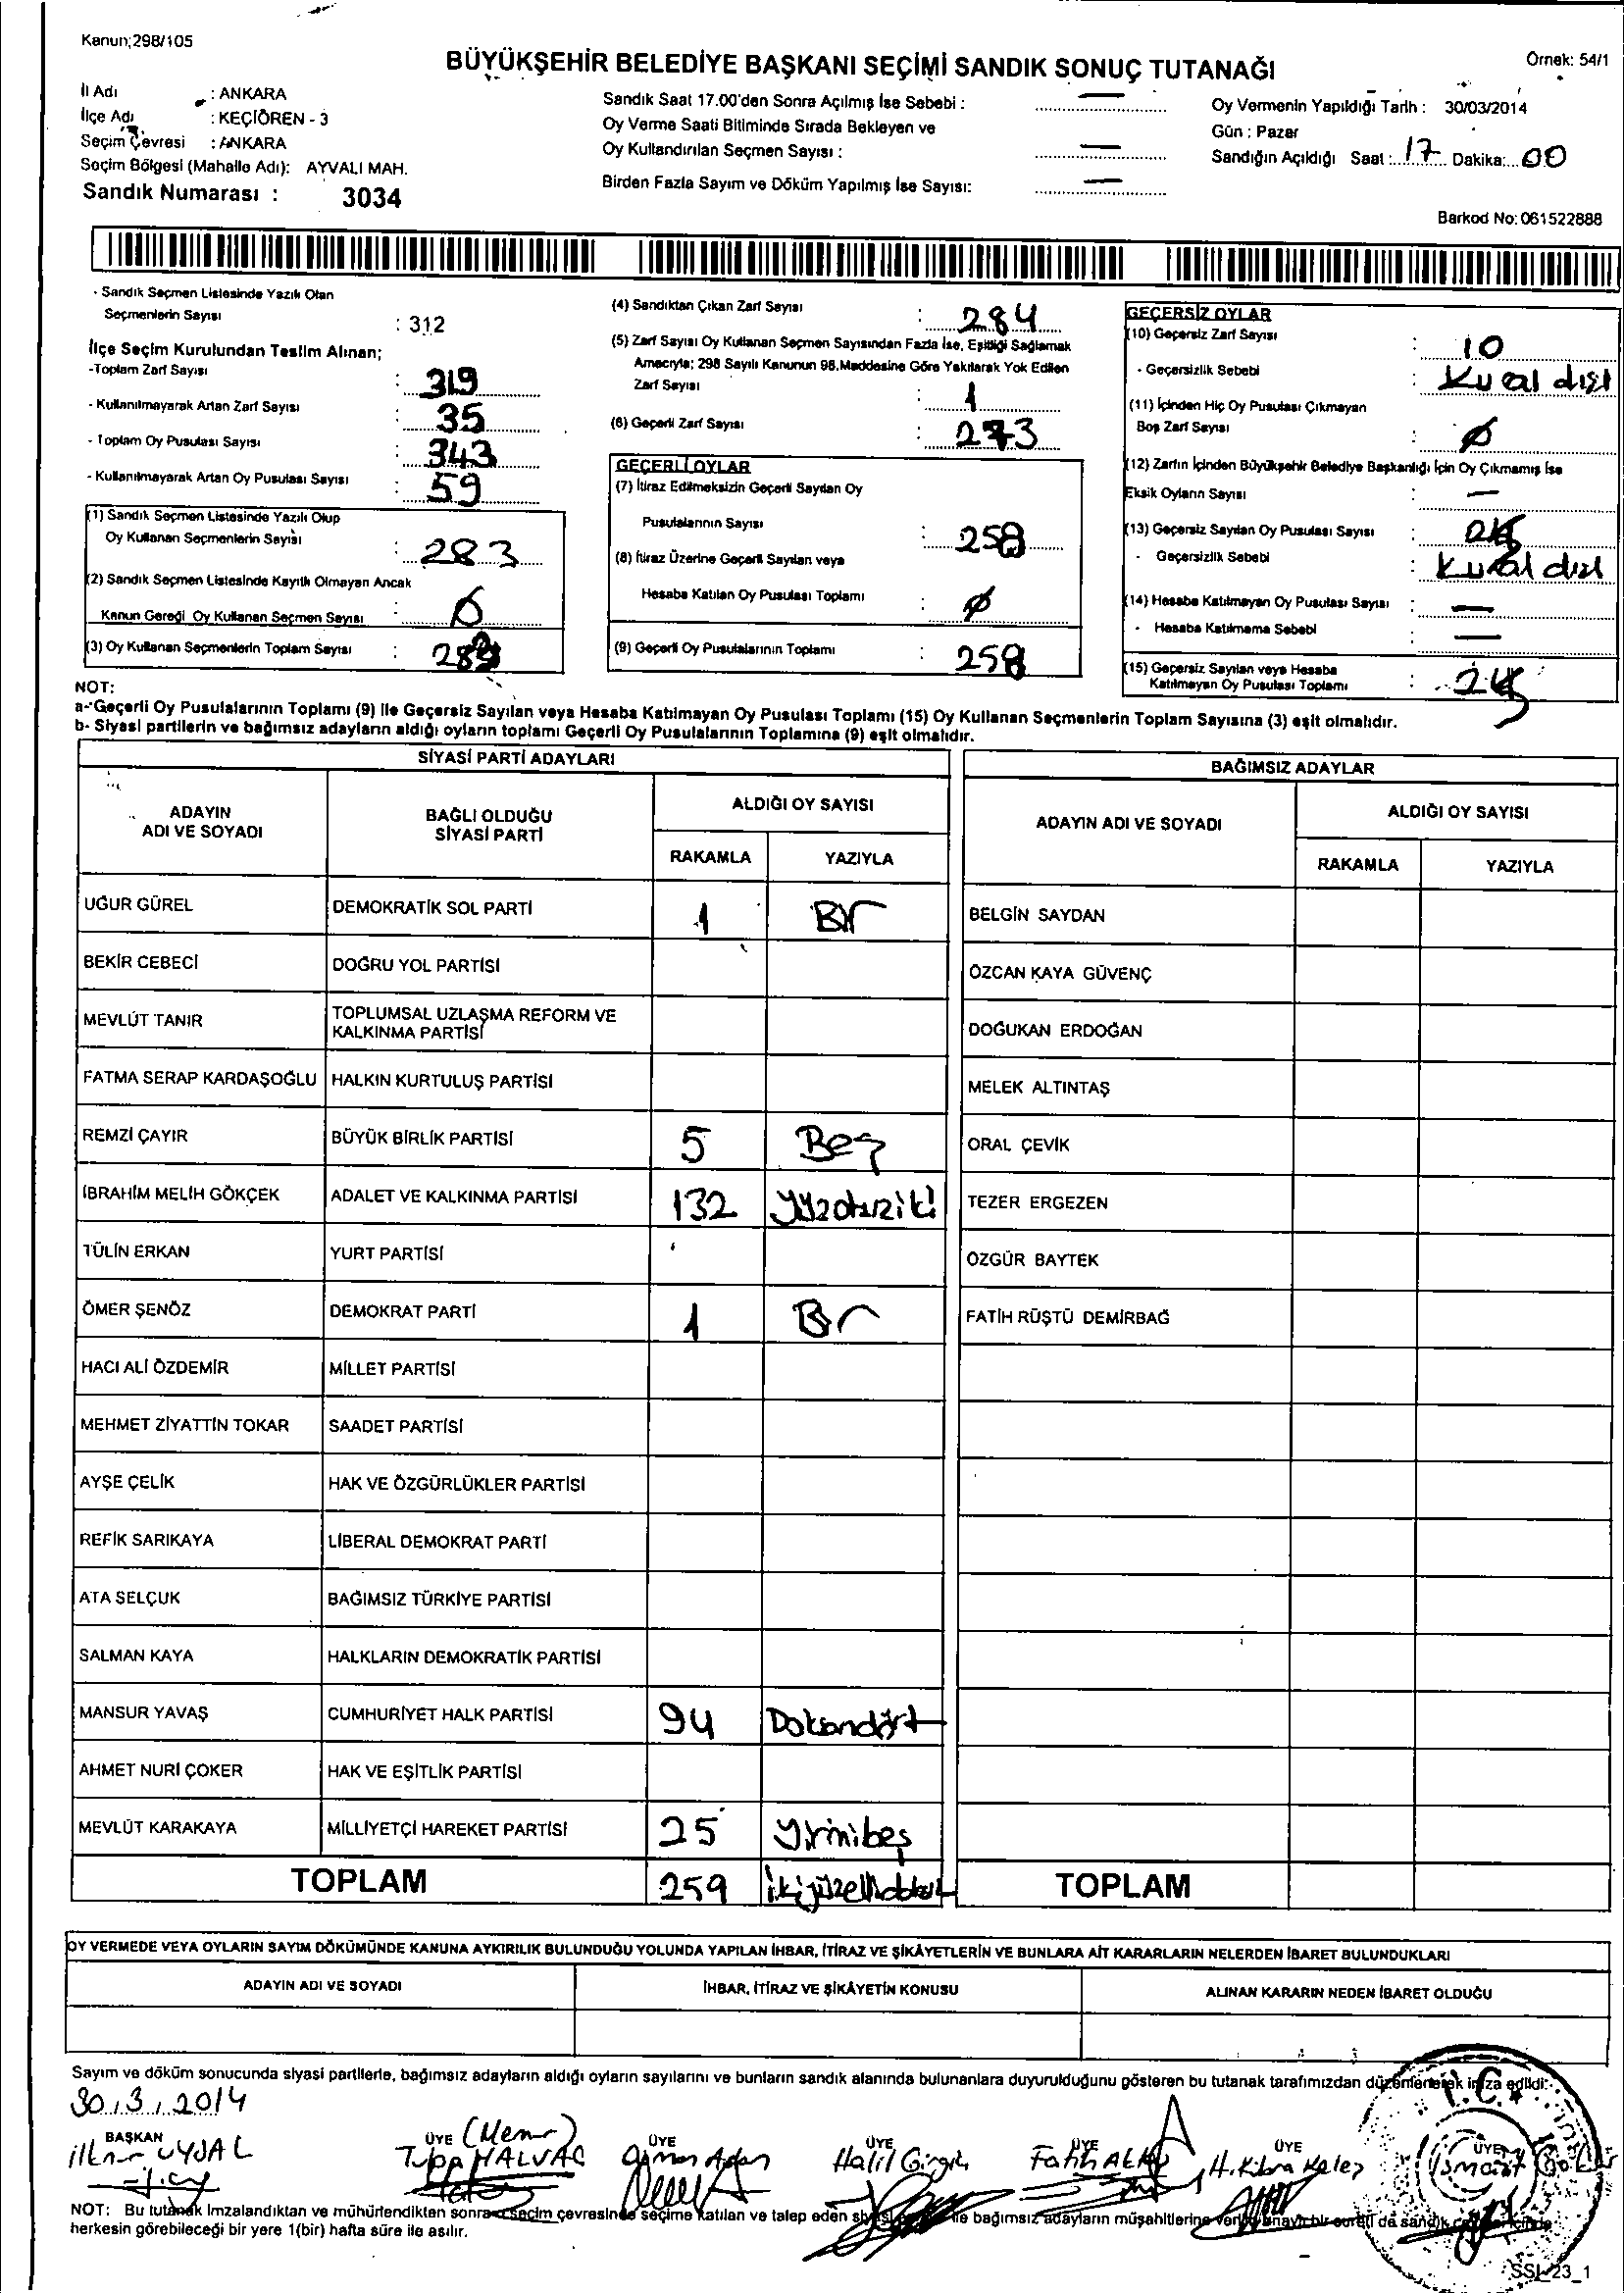 Kanun;298/105
BÜYÜKŞEHİR BELEDİYE BAŞKANI SEÇİMİ SANDIK SONUÇ TUTANAĞI
Örnek: 54/1
İl Adı : ANKARA
İlçe Adı : KEÇİÖREN - 3
Seçim Çevresi : ANKARA
Seçim Bölgesi (Mahalle Adı): AYVALI MAH.
Sandık Numarası : 3034
Sandık Saat 17.00'den Sonra Açılmış İse Sebebi : —
Oy Verme Saati Bitiminde Sırada Bekleyen ve
Oy Kullandırılan Seçmen Sayısı : —
Birden Fazla Sayım ve Döküm Yapılmış İse Sayısı: —
Oy Vermenin Yapıldığı Tarih : 30/03/2014
Gün : Pazar
Sandığın Açıldığı Saat : 17 Dakika: 00
Barkod No: 061522888
- Sandık Seçmen Listesinde Yazılı Olan
Seçmenlerin Sayısı : 312
İlçe Seçim Kurulundan Teslim Alınan;
-Toplam Zarf Sayısı : 319
- Kullanılmayarak Artan Zarf Sayısı : 35
- Toplam Oy Pusulası Sayısı : 343
- Kullanılmayarak Artan Oy Pusulası Sayısı : 59
(1) Sandık Seçmen Listesinde Yazılı Olup
Oy Kullanan Seçmenlerin Sayısı : 283
(2) Sandık Seçmen Listesinde Kayıtlı Olmayan Ancak
Kanun Gereği Oy Kullanan Seçmen Sayısı : Ø
(3) Oy Kullanan Seçmenlerin Toplam Sayısı : 283
(4) Sandıktan Çıkan Zarf Sayısı : 284
(5) Zarf Sayısı Oy Kullanan Seçmen Sayısından Fazla İse, Eşitliği Sağlamak
Amacıyla; 298 Sayılı Kanunun 98.Maddesine Göre Yakılarak Yok Edilen
Zarf Sayısı : 1
(6) Geçerli Zarf Sayısı : 273
GEÇERLİ OYLAR
(7) İtiraz Edilmeksizin Geçerli Sayılan Oy
Pusulalarının Sayısı :
(8) İtiraz Üzerine Geçerli Sayılan veya
Hesaba Katılan Oy Pusulası Toplamı : Ø
(9) Geçerli Oy Pusulalarının Toplamı :
GEÇERSİZ OYLAR
(10) Geçersiz Zarf Sayısı : 10
- Geçersizlik Sebebi : Kural dışı
(11) İçinden Hiç Oy Pusulası Çıkmayan
Boş Zarf Sayısı : Ø
(12) Zarfın İçinden Büyükşehir Belediye Başkanlığı İçin Oy Çıkmamış İse
Eksik Oyların Sayısı : —
(13) Geçersiz Sayılan Oy Pusulası Sayısı :
- Geçersizlik Sebebi : Kural dışı
(14) Hesaba Katılmayan Oy Pusulası Sayısı : —
- Hesaba Katılmama Sebebi : —
(15) Geçersiz Sayılan veya Hesaba
Katılmayan Oy Pusulası Toplamı :
NOT:
a- Geçerli Oy Pusulalarının Toplamı (9) ile Geçersiz Sayılan veya Hesaba Katılmayan Oy Pusulası Toplamı (15) Oy Kullanan Seçmenlerin Toplam Sayısına (3) eşit olmalıdır.
b- Siyasi partilerin ve bağımsız adayların aldığı oyların toplamı Geçerli Oy Pusulalarının Toplamına (9) eşit olmalıdır.
SİYASİ PARTİ ADAYLARI
ADAYIN ADI VE SOYADI
BAĞLI OLDUĞU SİYASİ PARTİ
ALDIĞI OY SAYISI
RAKAMLA YAZIYLA
UĞUR GÜREL DEMOKRATİK SOL PARTİ 1 Bir
BEKİR CEBECİ DOĞRU YOL PARTİSİ
MEVLÜT TANIR TOPLUMSAL UZLAŞMA REFORM VE
KALKINMA PARTİSİ
FATMA SERAP KARDAŞOĞLU HALKIN KURTULUŞ PARTİSİ
REMZİ ÇAYIR BÜYÜK BİRLİK PARTİSİ 5 Beş
İBRAHİM MELİH GÖKÇEK ADALET VE KALKINMA PARTİSİ 132 Yüzotuziki
TÜLİN ERKAN YURT PARTİSİ
ÖMER ŞENÖZ DEMOKRAT PARTİ 1 Bir
HACI ALİ ÖZDEMİR MİLLET PARTİSİ
MEHMET ZİYATTİN TOKAR SAADET PARTİSİ
AYŞE ÇELİK HAK VE ÖZGÜRLÜKLER PARTİSİ
REFİK SARIKAYA LİBERAL DEMOKRAT PARTİ
ATA SELÇUK BAĞIMSIZ TÜRKİYE PARTİSİ
SALMAN KAYA HALKLARIN DEMOKRATİK PARTİSİ
MANSUR YAVAŞ CUMHURİYET HALK PARTİSİ 94 Doksandört
AHMET NURİ ÇOKER HAK VE EŞİTLİK PARTİSİ
MEVLÜT KARAKAYA MİLLİYETÇİ HAREKET PARTİSİ 25 Yirmibeş
TOPLAM 259 ikiyüzellidokuz
BAĞIMSIZ ADAYLAR
ADAYIN ADI VE SOYADI
ALDIĞI OY SAYISI
RAKAMLA YAZIYLA
BELGİN SAYDAN
ÖZCAN KAYA GÜVENÇ
DOĞUKAN ERDOĞAN
MELEK ALTINTAŞ
ORAL ÇEVİK
TEZER ERGEZEN
ÖZGÜR BAYTEK
FATİH RÜŞTÜ DEMİRBAĞ
TOPLAM
OY VERMEDE VEYA OYLARIN SAYIM DÖKÜMÜNDE KANUNA AYKIRILIK BULUNDUĞU YOLUNDA YAPILAN İHBAR, İTİRAZ VE ŞİKÂYETLERİN VE BUNLARA AİT KARARLARIN NELERDEN İBARET BULUNDUKLARI
ADAYIN ADI VE SOYADI İHBAR, İTİRAZ VE ŞİKÂYETİN KONUSU ALINAN KARARIN NEDEN İBARET OLDUĞU
Sayım ve döküm sonucunda siyasi partilerle, bağımsız adayların aldığı oyların sayılarını ve bunların sandık alanında bulunanlara duyurulduğunu gösteren bu tutanak tarafımızdan düzenlenerek imza edildi.
30.3.2014
BAŞKAN ÜYE (Memur) ÜYE ÜYE ÜYE ÜYE ÜYE
İlknur UYSAL HALVAC Halil Fatih H. Kübra Keleş İsmail
T.C.
NOT: Bu tutanak imzalandıktan ve mühürlendikten sonra seçim çevresinde seçime katılan ve talep eden siyasi ile bağımsız adayların müşahitlerine bir sureti da sandık
herkesin görebileceği bir yere 1(bir) hafta süre ile asılır.
SSL23_1